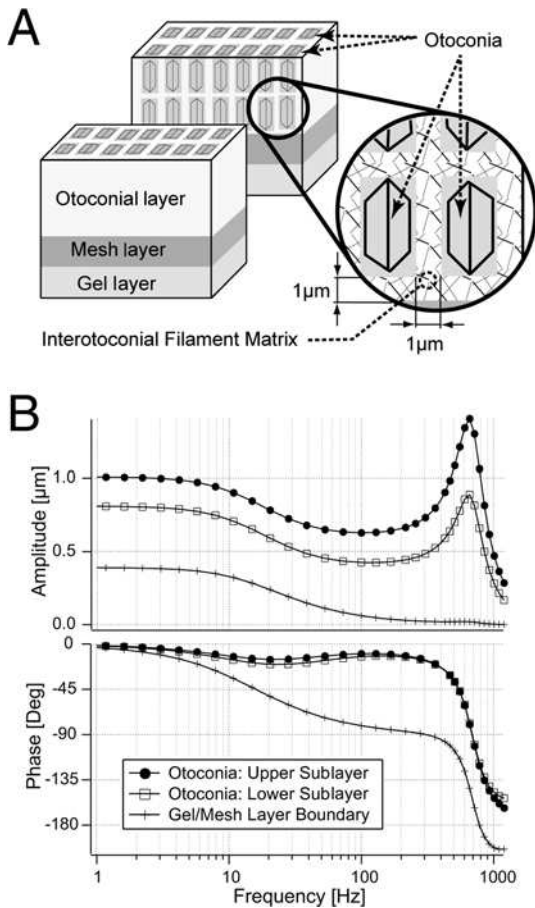 A
Otoconia
Otoconial layer
Mesh layer
Gel layer
1µm
Interotoconial Filament Matrix
1µm
B
Amplitude [µm]
1.0
0.5
0.0
Phase [Deg]
0
-45
-90
-135
-180
Otoconia: Upper Sublayer
Otoconia: Lower Sublayer
Gel/Mesh Layer Boundary
1 10 100 1000
Frequency [Hz]